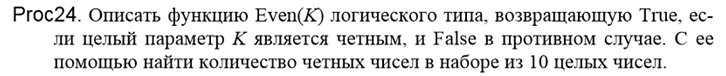 Proc24. Описать функцию Even(K) логического типа, возвращающую True, ес-
ли целый параметр K является четным, и False в противном случае. С ее
помощью найти количество четных чисел в наборе из 10 целых чисел.